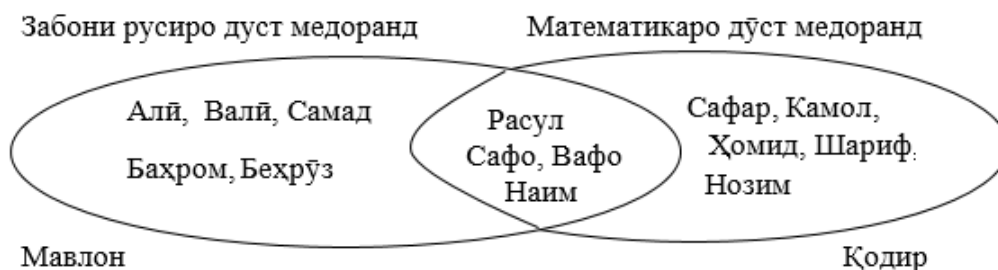 Забони русиро дуст медоранд
Математикаро дӯст медоранд
Алӣ, Валӣ, Самад
Баҳром, Беҳрӯз
Расул
Сафо, Вафо
Наим
Сафар, Камол,
Ҳомид, Шариф,
Нозим
Мавлон
Қодир